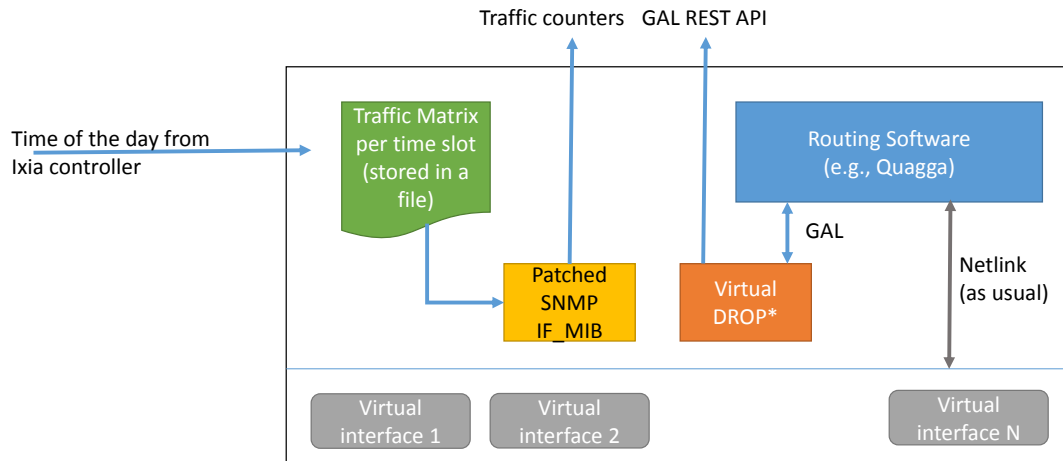 Traffic counters
GAL REST API
Time of the day from
Ixia controller
Traffic Matrix
per time slot
(stored in a
file)
Routing Software
(e.g., Quagga)
GAL
Netlink
(as usual)
Patched
SNMP
IF_MIB
Virtual
DROP*
Virtual
interface 1
Virtual
interface 2
Virtual
interface N